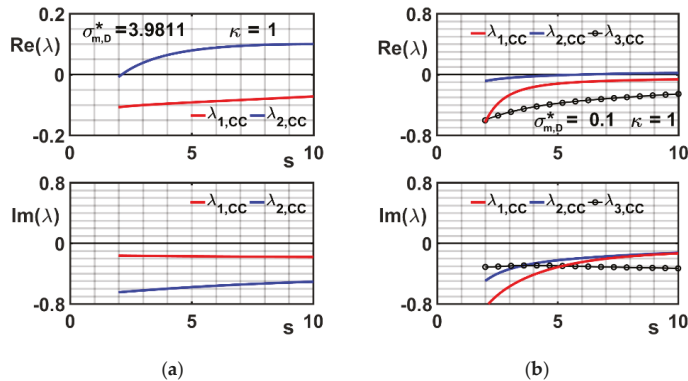 0.2
Re(λ)
0
-0.2
σ*m,D = 3.9811 κ = 1
λ1,CC λ2,CC
0 5 s 10
0.8
Im(λ)
0
-0.8
λ1,CC λ2,CC
0 5 s 10
(a)
0.8
Re(λ)
0
-0.8
λ1,CC λ2,CC λ3,CC
σ*m,D = 0.1 κ = 1
0 5 s 10
0.8
Im(λ)
0
-0.8
λ1,CC λ2,CC λ3,CC
0 5 s 10
(b)